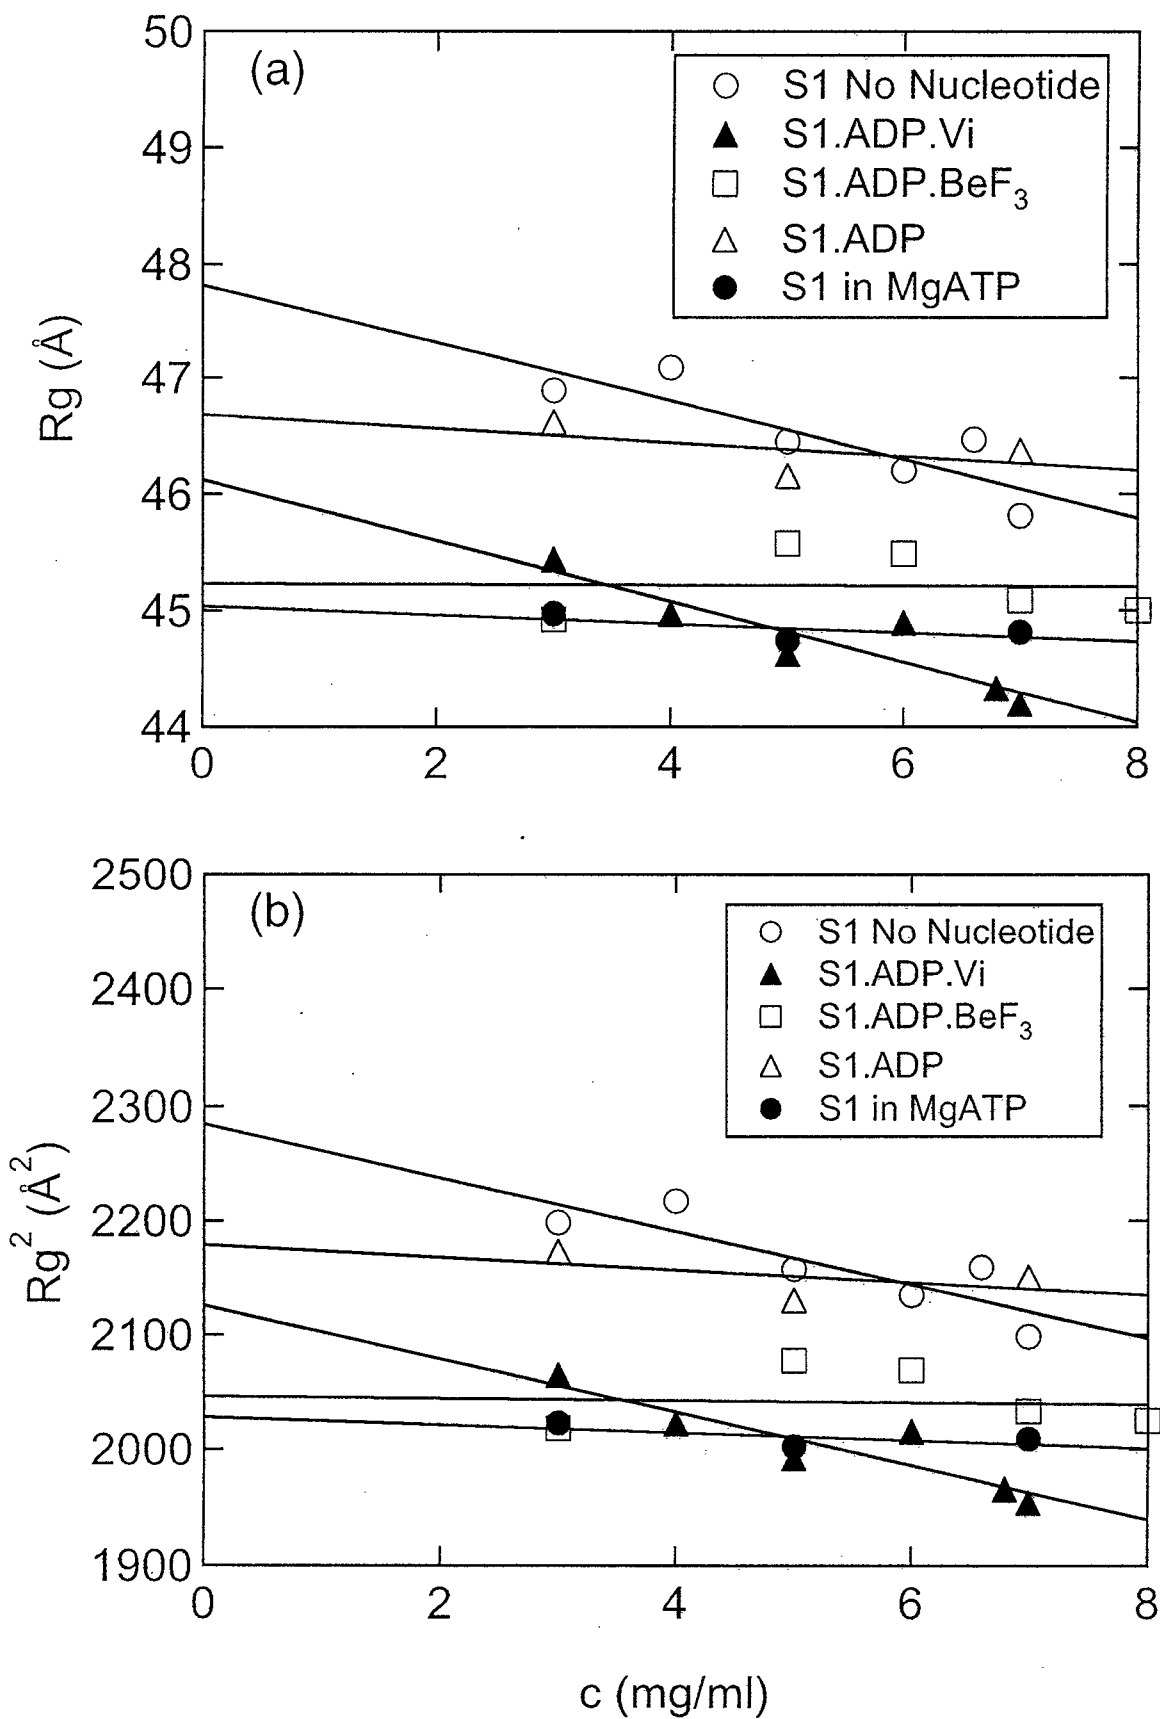 (a)
50
49
48
47
46
45
44
Rg (Å)
S1 No Nucleotide
S1.ADP.Vi
S1.ADP.BeF3
S1.ADP
S1 in MgATP
0 2 4 6 8
(b)
2500
2400
2300
2200
2100
2000
1900
Rg² (Å²)
S1 No Nucleotide
S1.ADP.Vi
S1.ADP.BeF3
S1.ADP
S1 in MgATP
0 2 4 6 8
c (mg/ml)